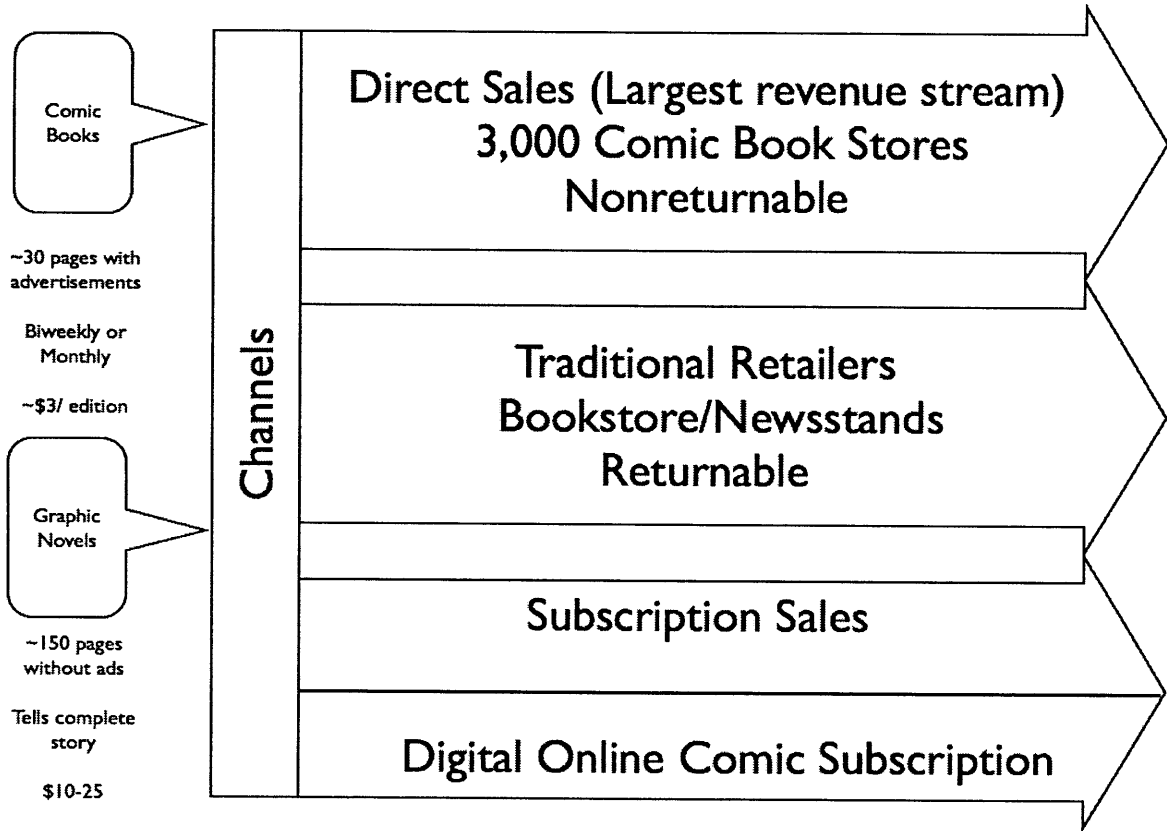 Comic
Books
~30 pages with
advertisements
Biweekly or
Monthly
~$3/ edition
Graphic
Novels
~150 pages
without ads
Tells complete
story
$10-25
Channels
Direct Sales (Largest revenue stream)
3,000 Comic Book Stores
Nonreturnable
Traditional Retailers
Bookstore/Newsstands
Returnable
Subscription Sales
Digital Online Comic Subscription